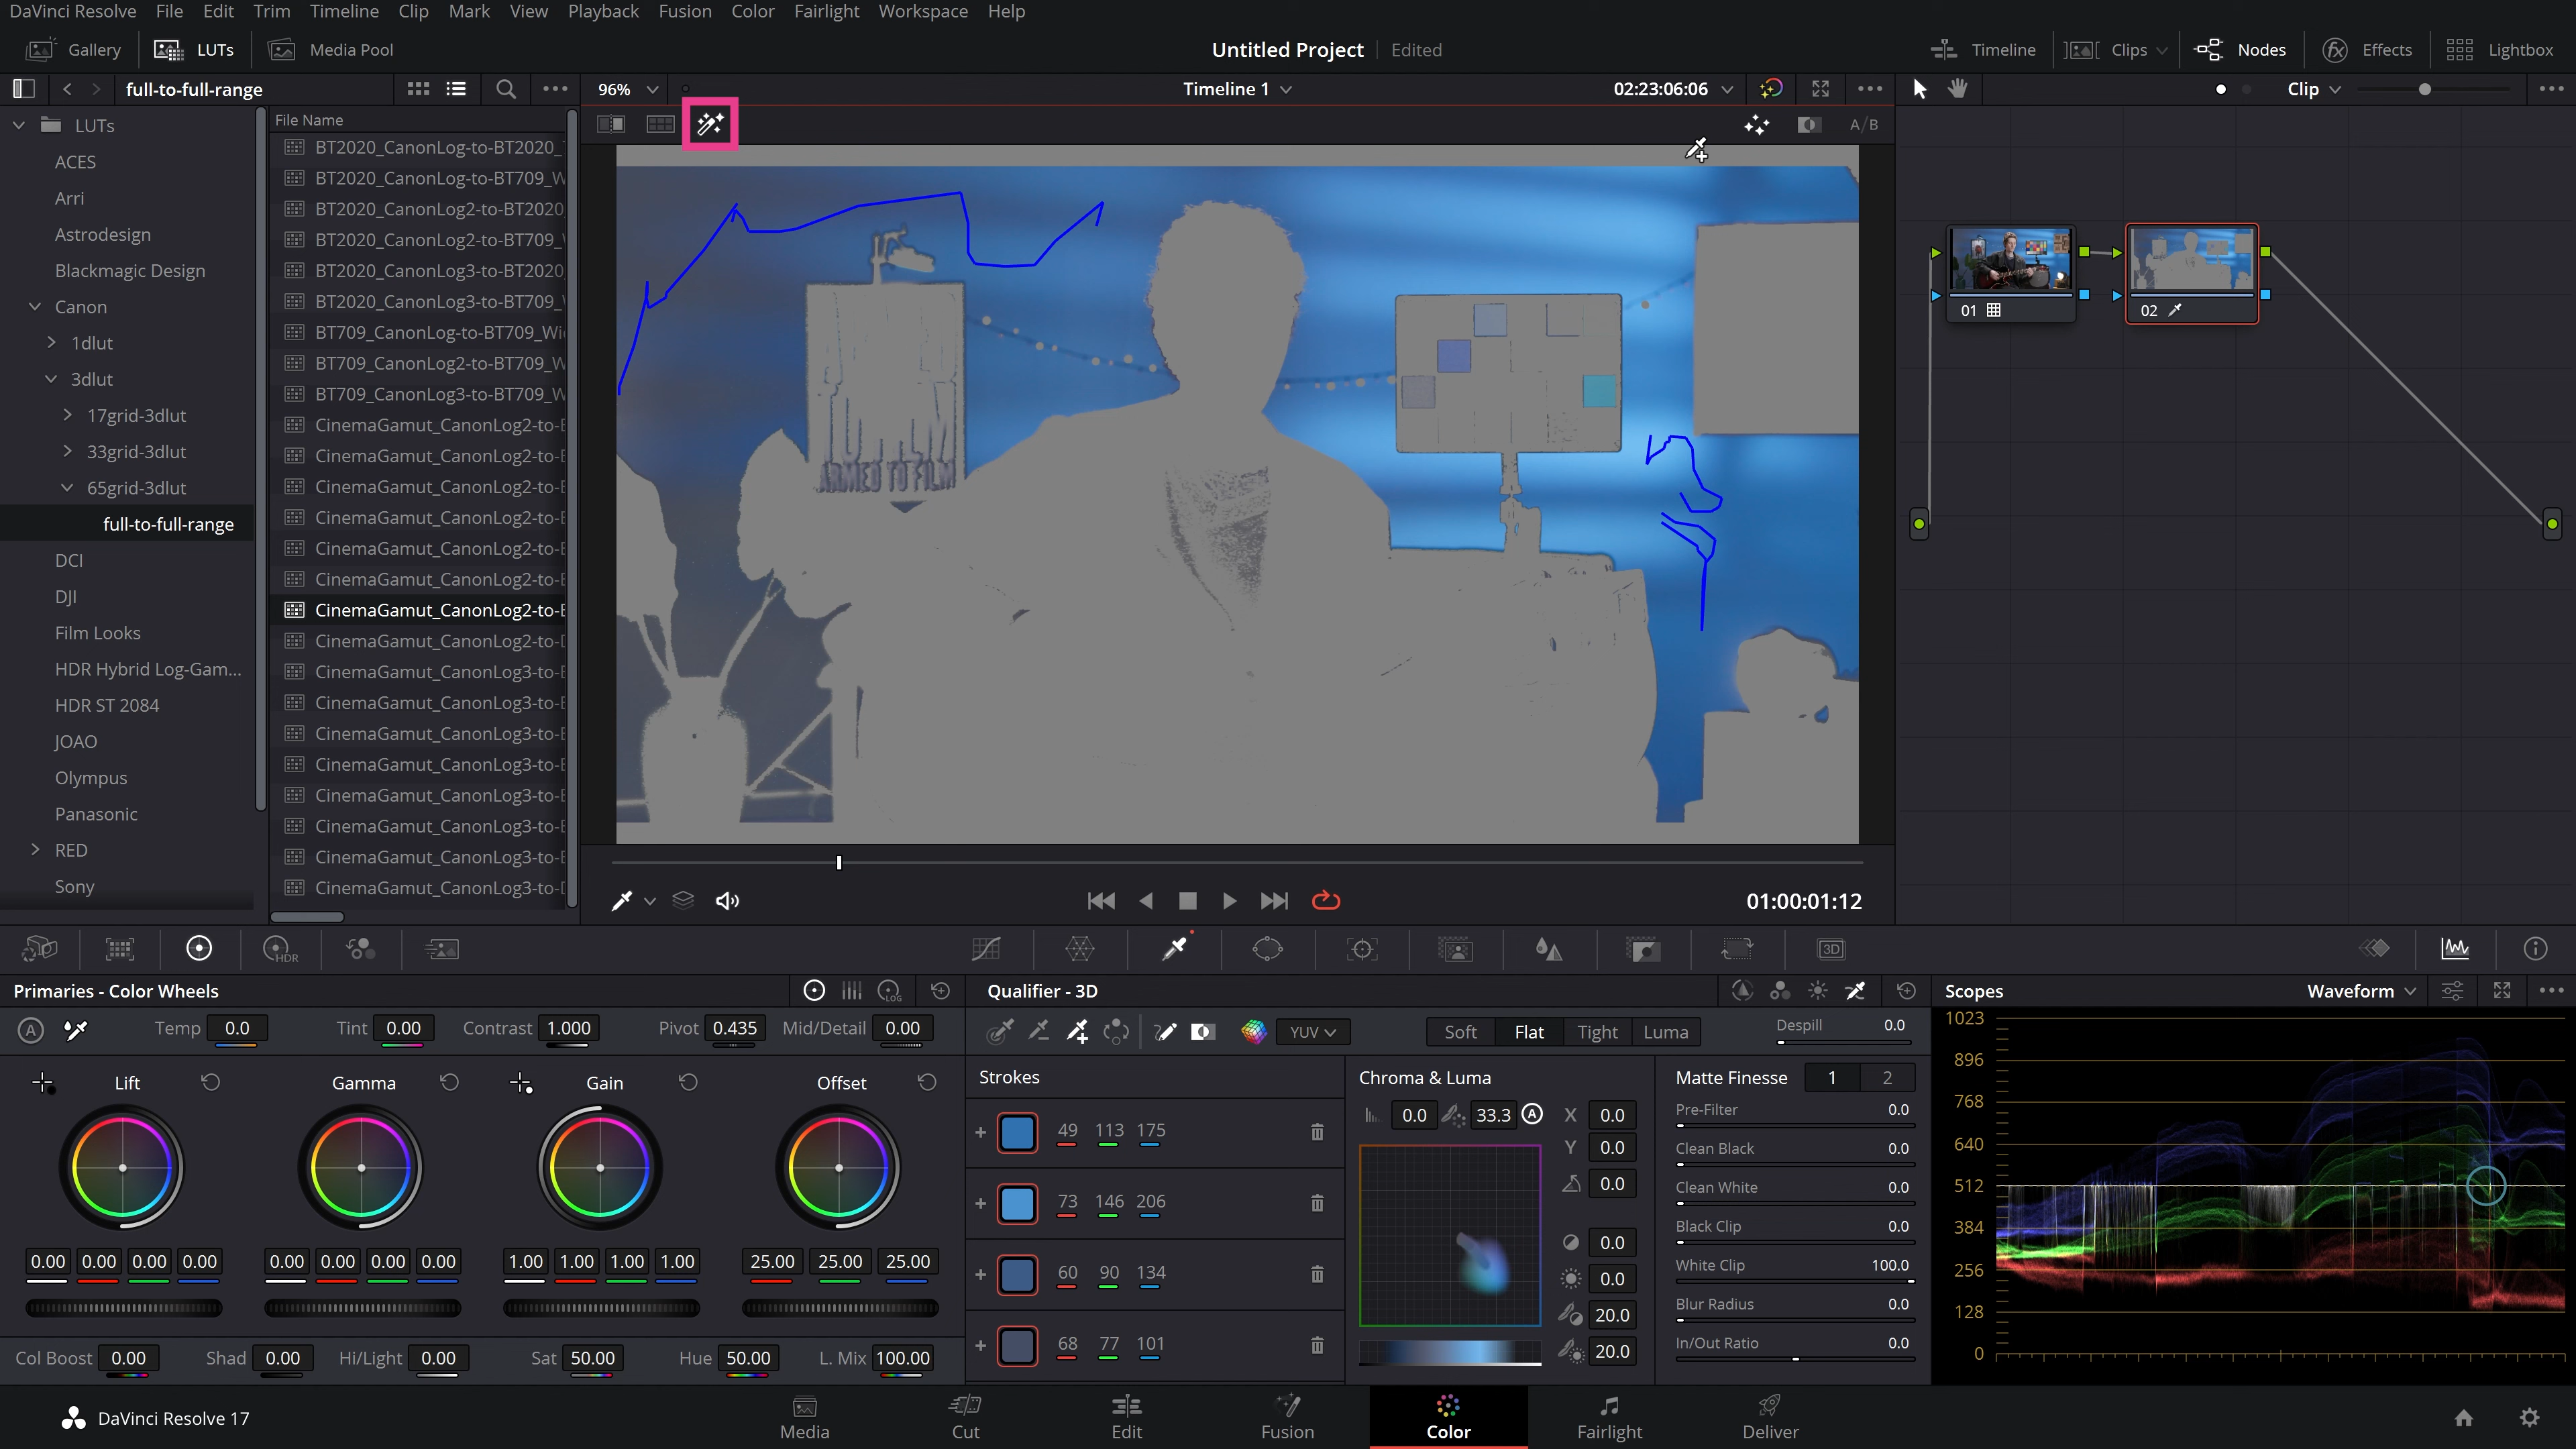 DaVinci Resolve File Edit Trim Timeline Clip Mark View Playback Fusion Color Fairlight Workspace Help
Gallery LUTs Media Pool Untitled Project Edited Timeline Clips Nodes Effects Lightbox
full-to-full-range 96% Timeline 1 02:23:06:06 Clip
LUTs
ACES
Arri
Astrodesign
Blackmagic Design
Canon
1dlut
3dlut
17grid-3dlut
33grid-3dlut
65grid-3dlut
full-to-full-range
DCI
DJI
Film Looks
HDR Hybrid Log-Gam...
HDR ST 2084
JOAO
Olympus
Panasonic
RED
Sony
File Name
BT2020_CanonLog-to-BT2020_
BT2020_CanonLog-to-BT709_W
BT2020_CanonLog2-to-BT2020
BT2020_CanonLog2-to-BT709_
BT2020_CanonLog3-to-BT2020
BT2020_CanonLog3-to-BT709_
BT709_CanonLog-to-BT709_Wi
BT709_CanonLog2-to-BT709_W
BT709_CanonLog3-to-BT709_W
CinemaGamut_CanonLog2-to-B
CinemaGamut_CanonLog2-to-B
CinemaGamut_CanonLog2-to-B
CinemaGamut_CanonLog2-to-B
CinemaGamut_CanonLog2-to-B
CinemaGamut_CanonLog2-to-B
CinemaGamut_CanonLog2-to-B
CinemaGamut_CanonLog2-to-D
CinemaGamut_CanonLog3-to-B
CinemaGamut_CanonLog3-to-B
CinemaGamut_CanonLog3-to-B
CinemaGamut_CanonLog3-to-B
CinemaGamut_CanonLog3-to-B
CinemaGamut_CanonLog3-to-B
CinemaGamut_CanonLog3-to-B
CinemaGamut_CanonLog3-to-D
A/B
ARMED TO FILM
01:00:01:12
01
02
HDR
3D
Primaries - Color Wheels
LOG
A Temp 0.0 Tint 0.00 Contrast 1.000 Pivot 0.435 Mid/Detail 0.00
Lift Gamma Gain Offset
0.00 0.00 0.00 0.00 0.00 0.00 0.00 0.00 1.00 1.00 1.00 1.00 25.00 25.00 25.00
Col Boost 0.00 Shad 0.00 Hi/Light 0.00 Sat 50.00 Hue 50.00 L. Mix 100.00
Qualifier - 3D
YUV Soft Flat Tight Luma Despill 0.0
Strokes
49 113 175
73 146 206
60 90 134
68 77 101
Chroma & Luma
0.0 33.3 A X 0.0
Y 0.0
0.0
0.0
0.0
20.0
20.0
Matte Finesse 1 2
Pre-Filter 0.0
Clean Black 0.0
Clean White 0.0
Black Clip 0.0
White Clip 100.0
Blur Radius 0.0
In/Out Ratio 0.0
Scopes Waveform
1023
896
768
640
512
384
256
128
0
DaVinci Resolve 17 Media Cut Edit Fusion Color Fairlight Deliver